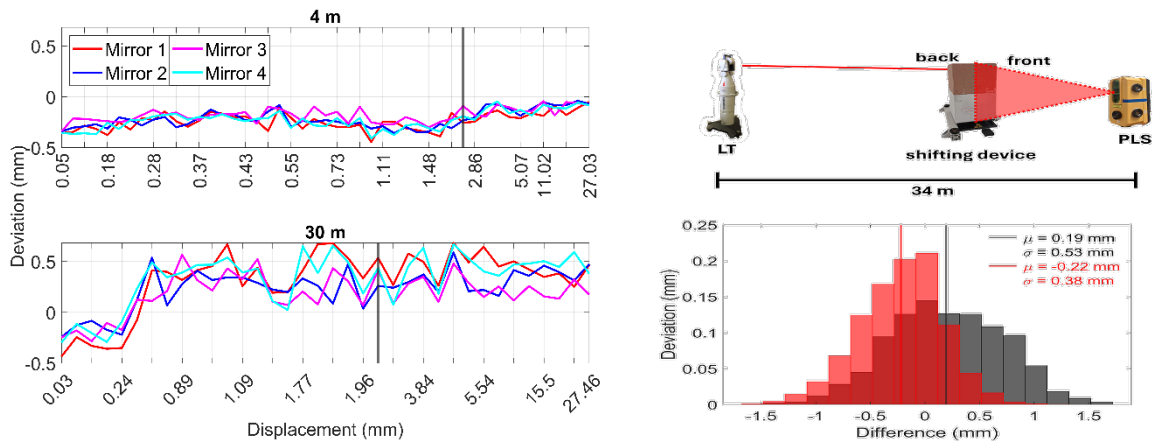 4 m
0.5
0
-0.5
Mirror 1
Mirror 3
Mirror 2
Mirror 4
0.05
0.18
0.28
0.37
0.43
0.55
0.73
1.11
1.48
2.86
5.07
11.02
27.03
Deviation (mm)
30 m
0.5
0
-0.5
0.03
0.24
0.89
1.09
1.77
1.96
3.84
5.54
15.5
27.46
Displacement (mm)
back
front
LT
shifting device
PLS
34 m
0.25
0.2
0.15
0.1
0.05
0
Deviation (mm)
μ = 0.19 mm
σ = 0.53 mm
μ = -0.22 mm
σ = 0.38 mm
-1.5
-1
-0.5
0
0.5
1
1.5
Difference (mm)